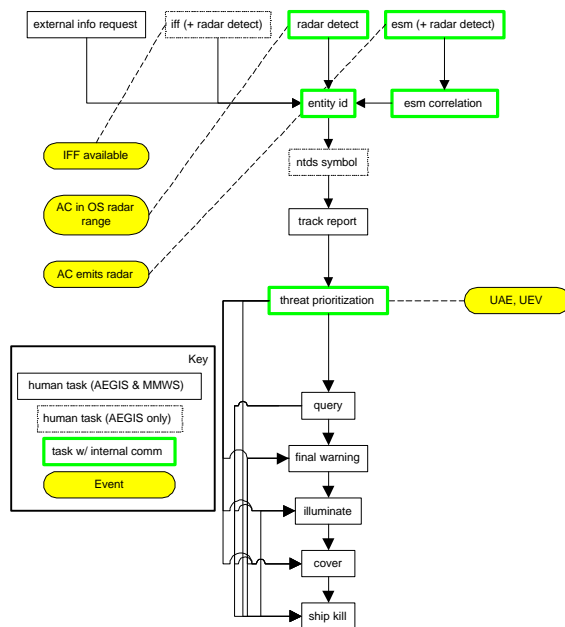 external info request
iff (+ radar detect)
radar detect
esm (+ radar detect)
entity id
esm correlation
IFF available
ntds symbol
AC in OS radar
range
track report
AC emits radar
threat prioritization
UAE, UEV
Key
human task (AEGIS & MMWS)
human task (AEGIS only)
task w/ internal comm
Event
query
final warning
illuminate
cover
ship kill